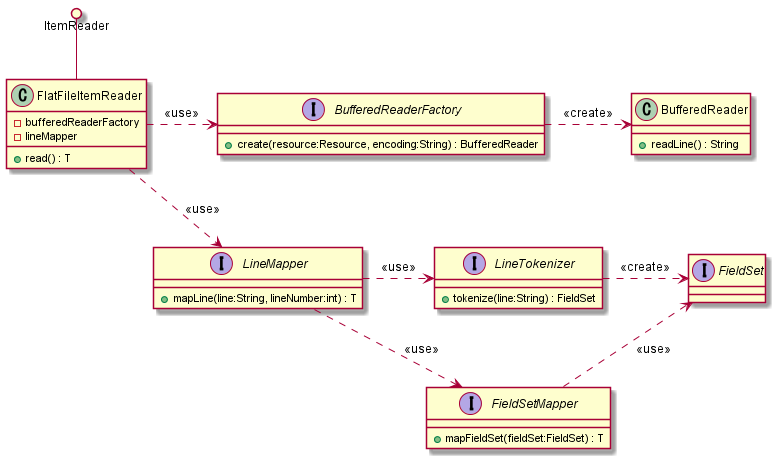 ItemReader
C FlatFileItemReader
bufferedReaderFactory
lineMapper
read() : T
«use»
I BufferedReaderFactory
create(resource:Resource, encoding:String) : BufferedReader
«create»
C BufferedReader
readLine() : String
«use»
I LineMapper
mapLine(line:String, lineNumber:int) : T
«use»
I LineTokenizer
tokenize(line:String) : FieldSet
«create»
I FieldSet
«use»
«use»
I FieldSetMapper
mapFieldSet(fieldSet:FieldSet) : T